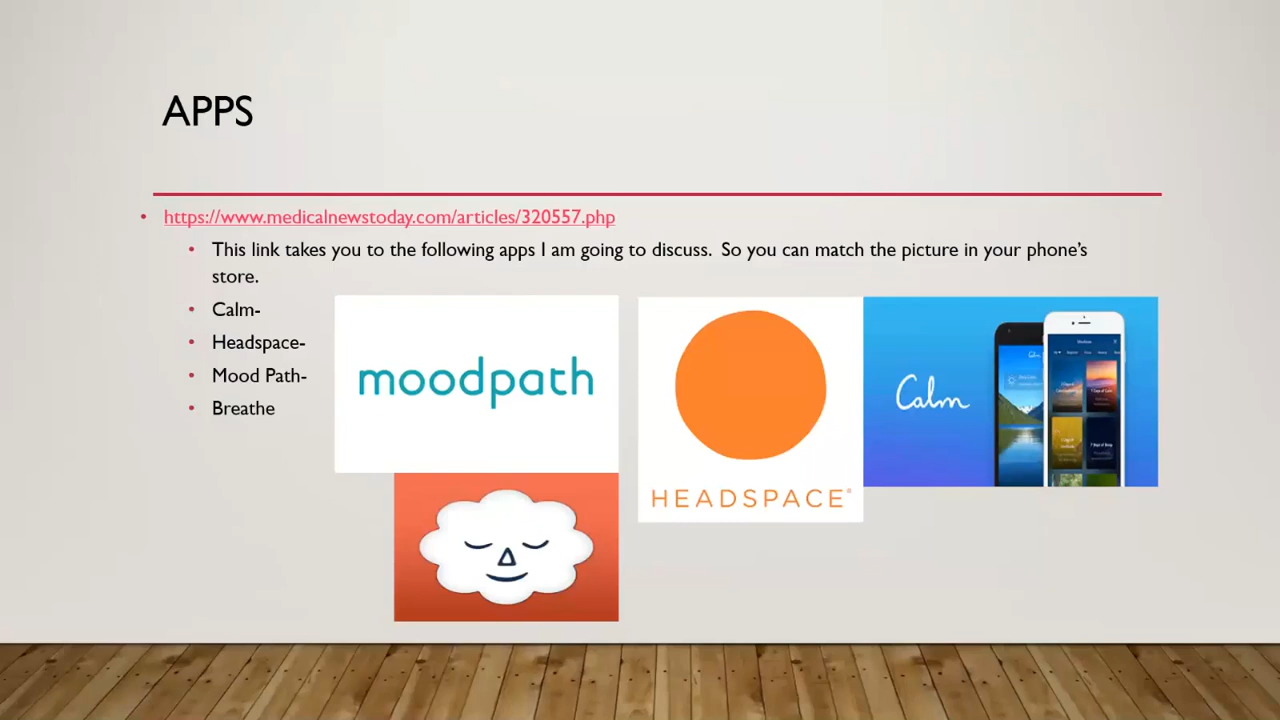 APPS
https://www.medicalnewstoday.com/articles/320557.php
This link takes you to the following apps I am going to discuss.  So you can match the picture in your phone's
store.
Calm-
Headspace-
Mood Path-
Breathe
moodpath
HEADSPACE®
Calm